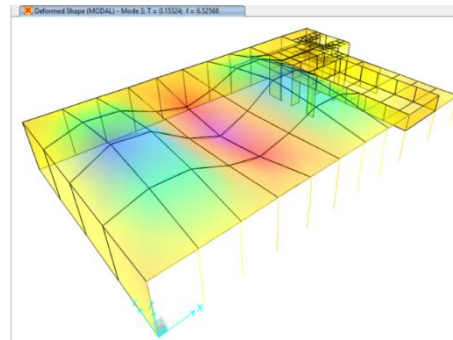 Deformed Shape (MODAL) - Mode 3; T = 0.15324; f = 6.52568
X